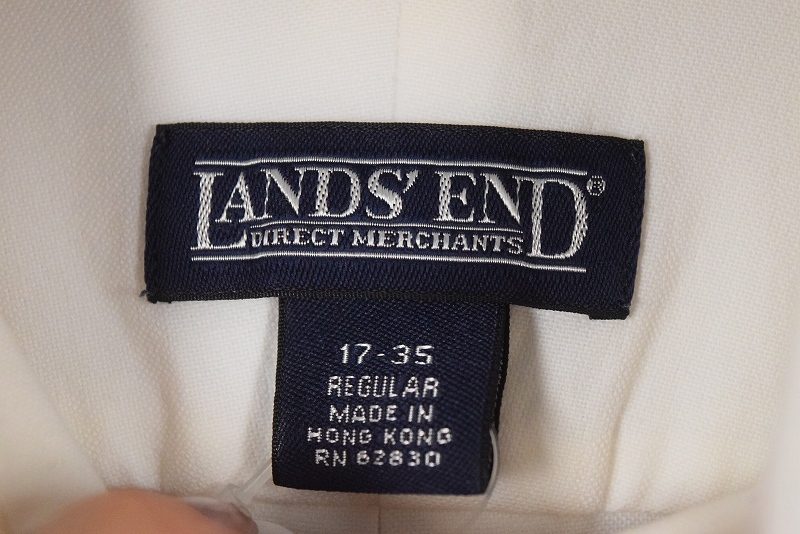 LANDS' END®
DIRECT MERCHANTS
17-35
REGULAR
MADE IN
HONG KONG
RN 62830